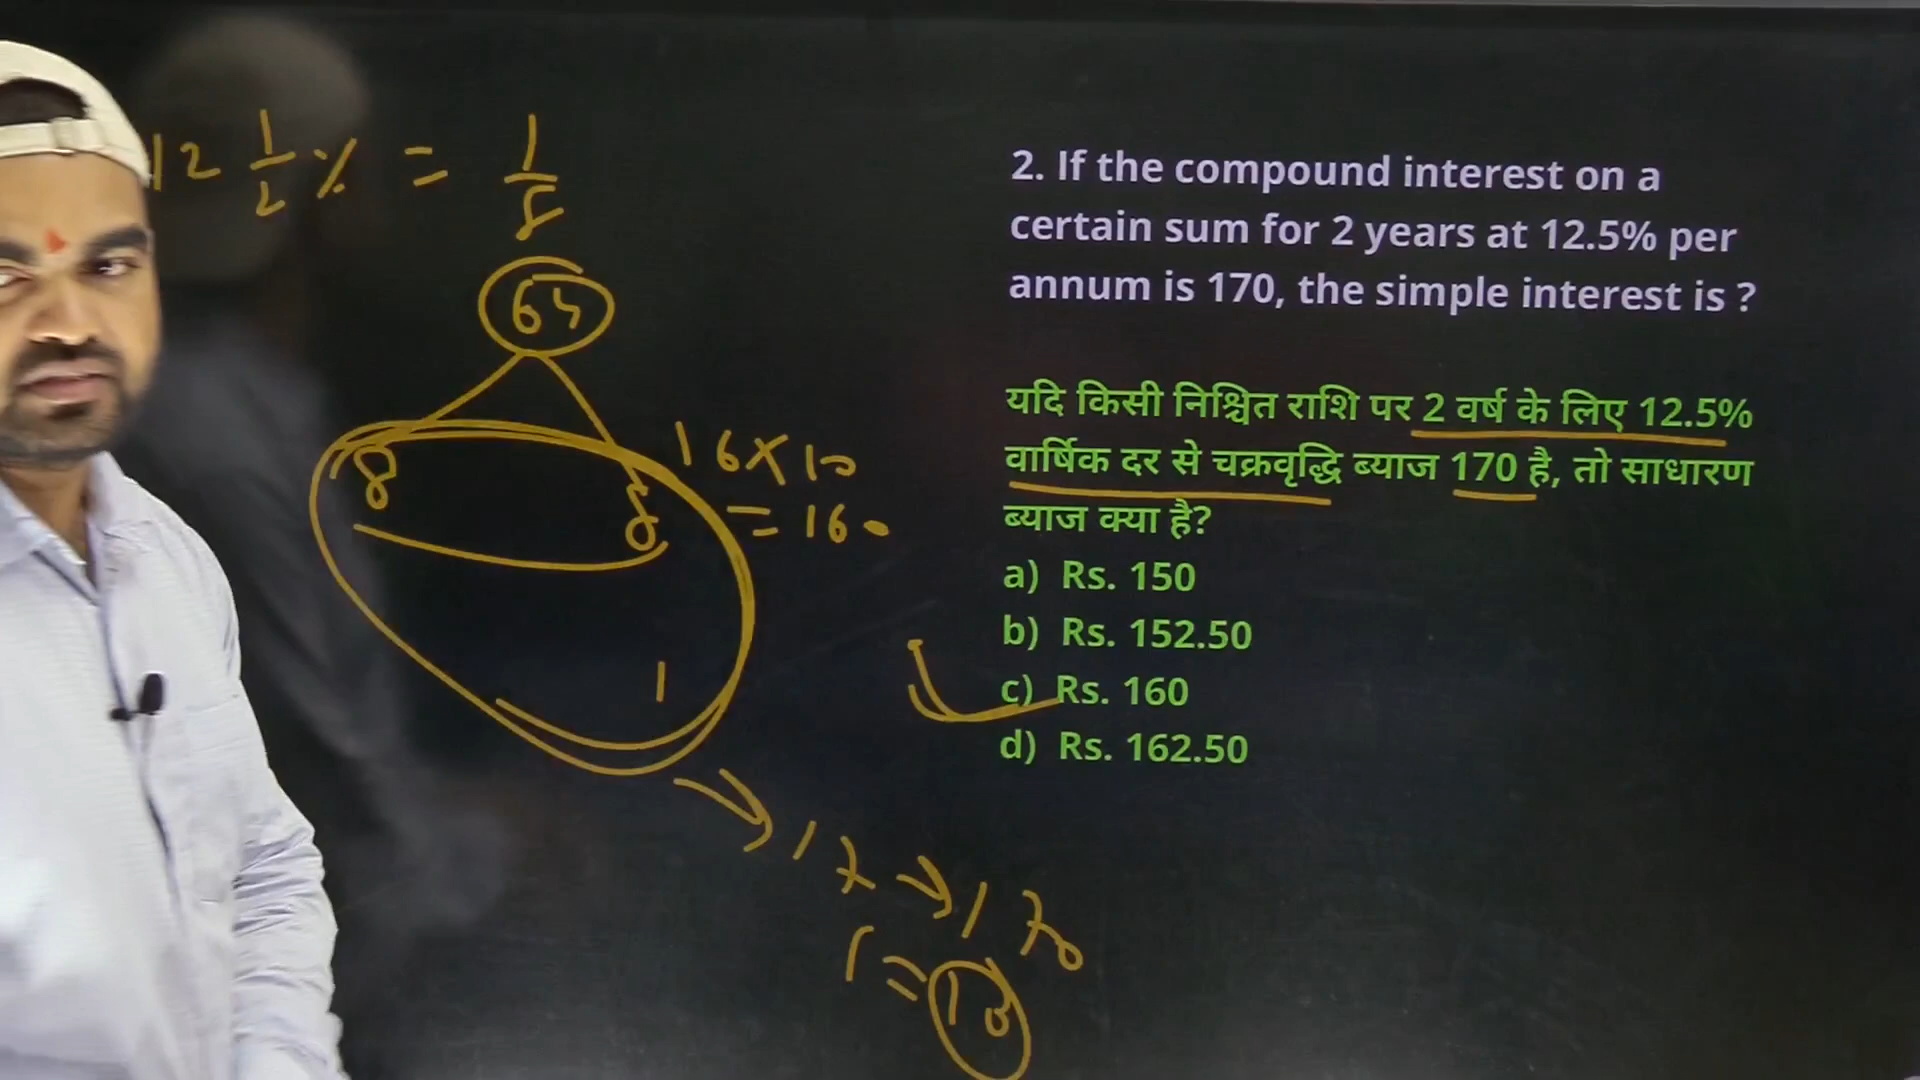 12 1/2 % = 1/8
64
8 8
16 × 10
= 160
1
17 → 170
1 = 10
2. If the compound interest on a
certain sum for 2 years at 12.5% per
annum is 170, the simple interest is ?
यदि किसी निश्चित राशि पर 2 वर्ष के लिए 12.5%
वार्षिक दर से चक्रवृद्धि ब्याज 170 है, तो साधारण
ब्याज क्या है?
a) Rs. 150
b) Rs. 152.50
c) Rs. 160
d) Rs. 162.50